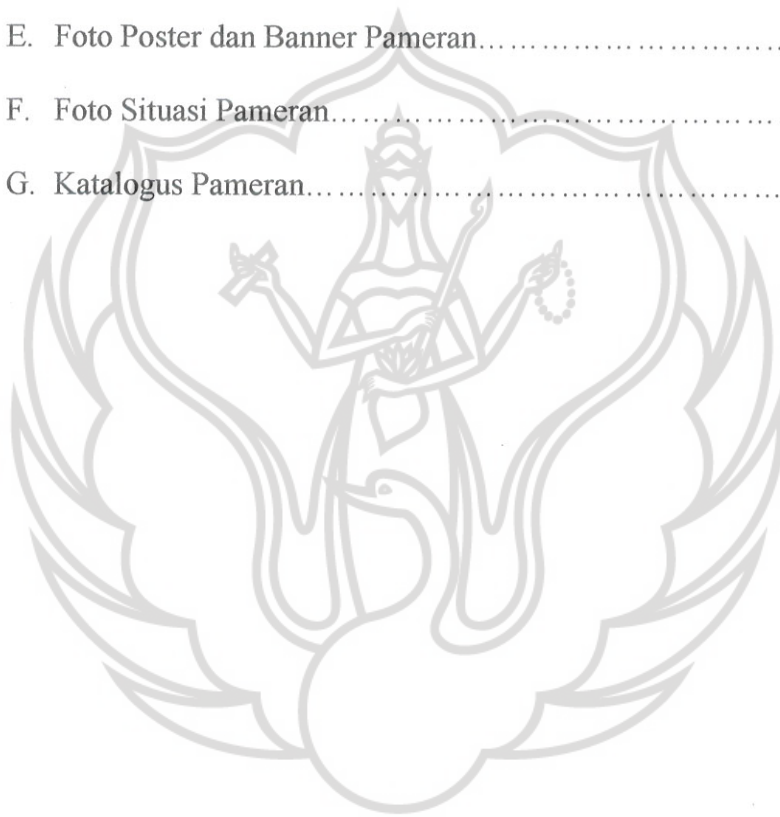 E. Foto Poster dan Banner Pameran……………………………
F. Foto Situasi Pameran……………………………………
G. Katalogus Pameran…………………………………………